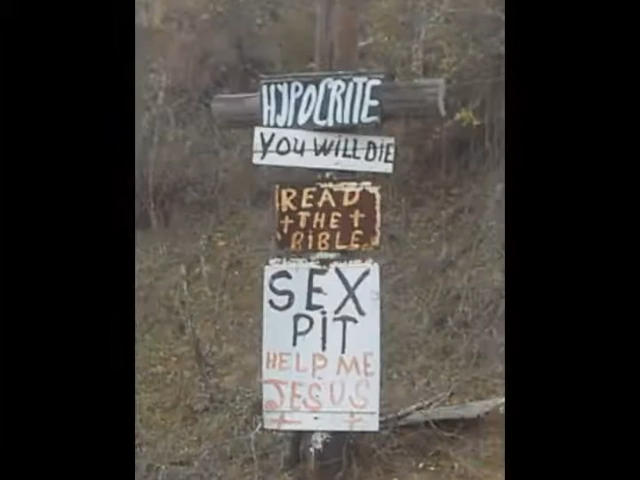 HYPOCRITE
YOU WiLL DiE
READ
THE
BIBLE
SEX
PiT
HELP ME
JESUS